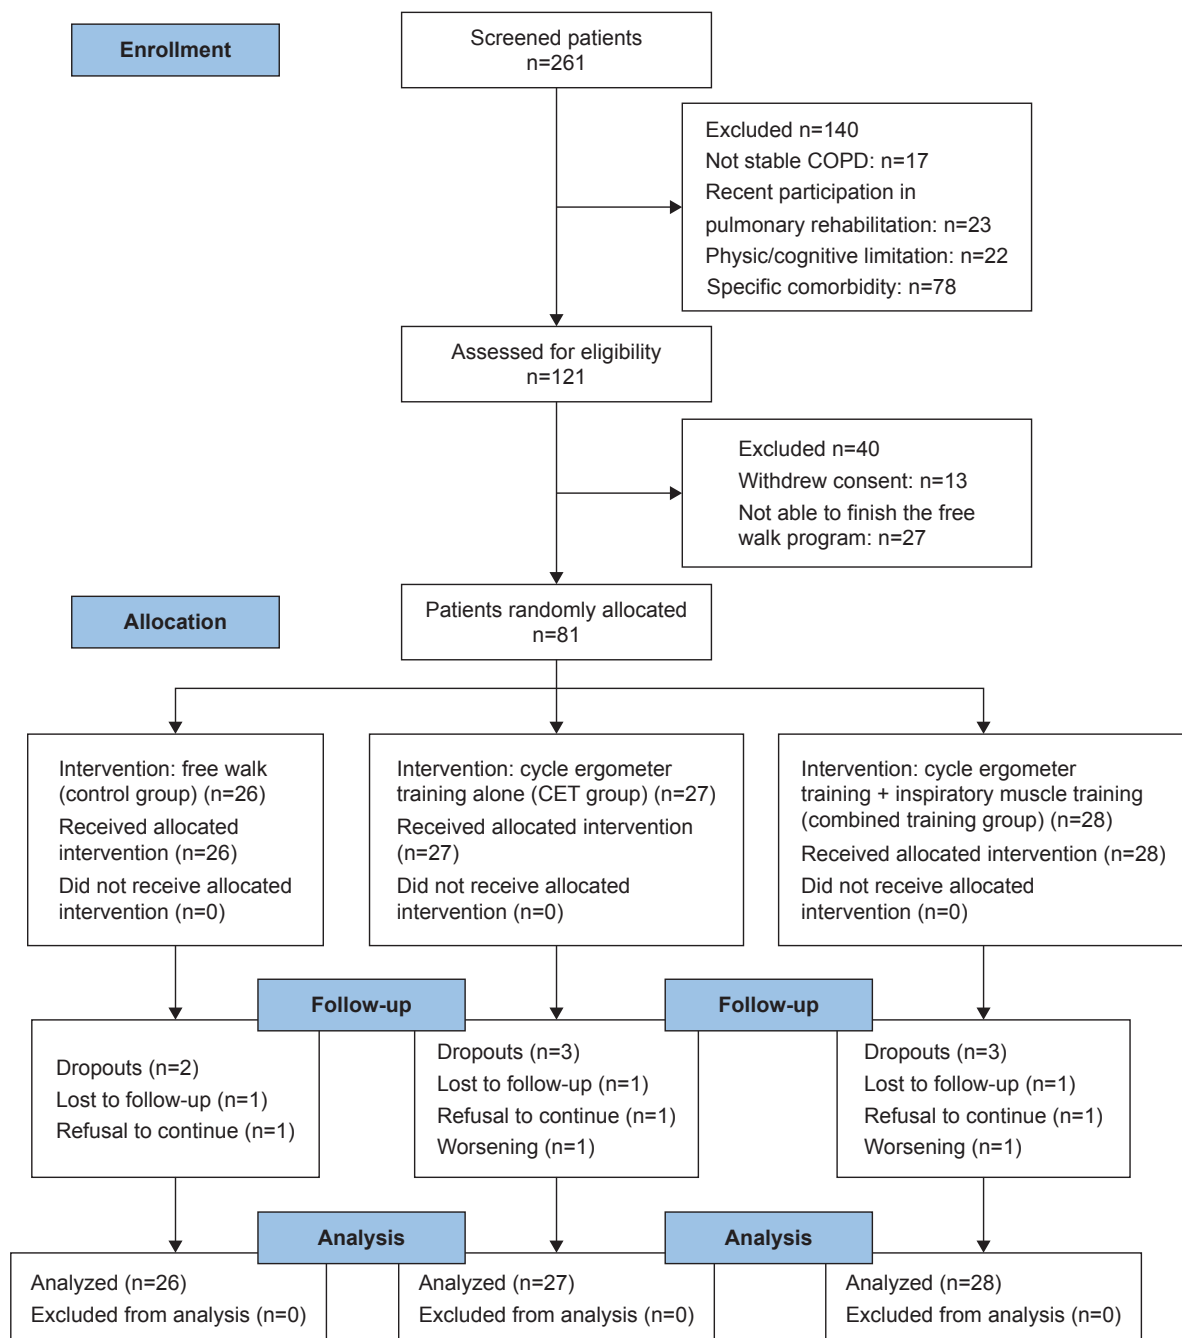 Enrollment
Screened patients
n=261
Excluded n=140
Not stable COPD: n=17
Recent participation in
pulmonary rehabilitation: n=23
Physic/cognitive limitation: n=22
Specific comorbidity: n=78
Assessed for eligibility
n=121
Excluded n=40
Withdrew consent: n=13
Not able to finish the free
walk program: n=27
Allocation
Patients randomly allocated
n=81
Intervention: free walk
(control group) (n=26)
Received allocated
intervention (n=26)
Did not receive allocated
intervention (n=0)
Intervention: cycle ergometer
training alone (CET group) (n=27)
Received allocated intervention
(n=27)
Did not receive allocated
intervention (n=0)
Intervention: cycle ergometer
training + inspiratory muscle training
(combined training group) (n=28)
Received allocated intervention (n=28)
Did not receive allocated
intervention (n=0)
Follow-up
Follow-up
Dropouts (n=2)
Lost to follow-up (n=1)
Refusal to continue (n=1)
Dropouts (n=3)
Lost to follow-up (n=1)
Refusal to continue (n=1)
Worsening (n=1)
Dropouts (n=3)
Lost to follow-up (n=1)
Refusal to continue (n=1)
Worsening (n=1)
Analysis
Analysis
Analyzed (n=26)
Excluded from analysis (n=0)
Analyzed (n=27)
Excluded from analysis (n=0)
Analyzed (n=28)
Excluded from analysis (n=0)